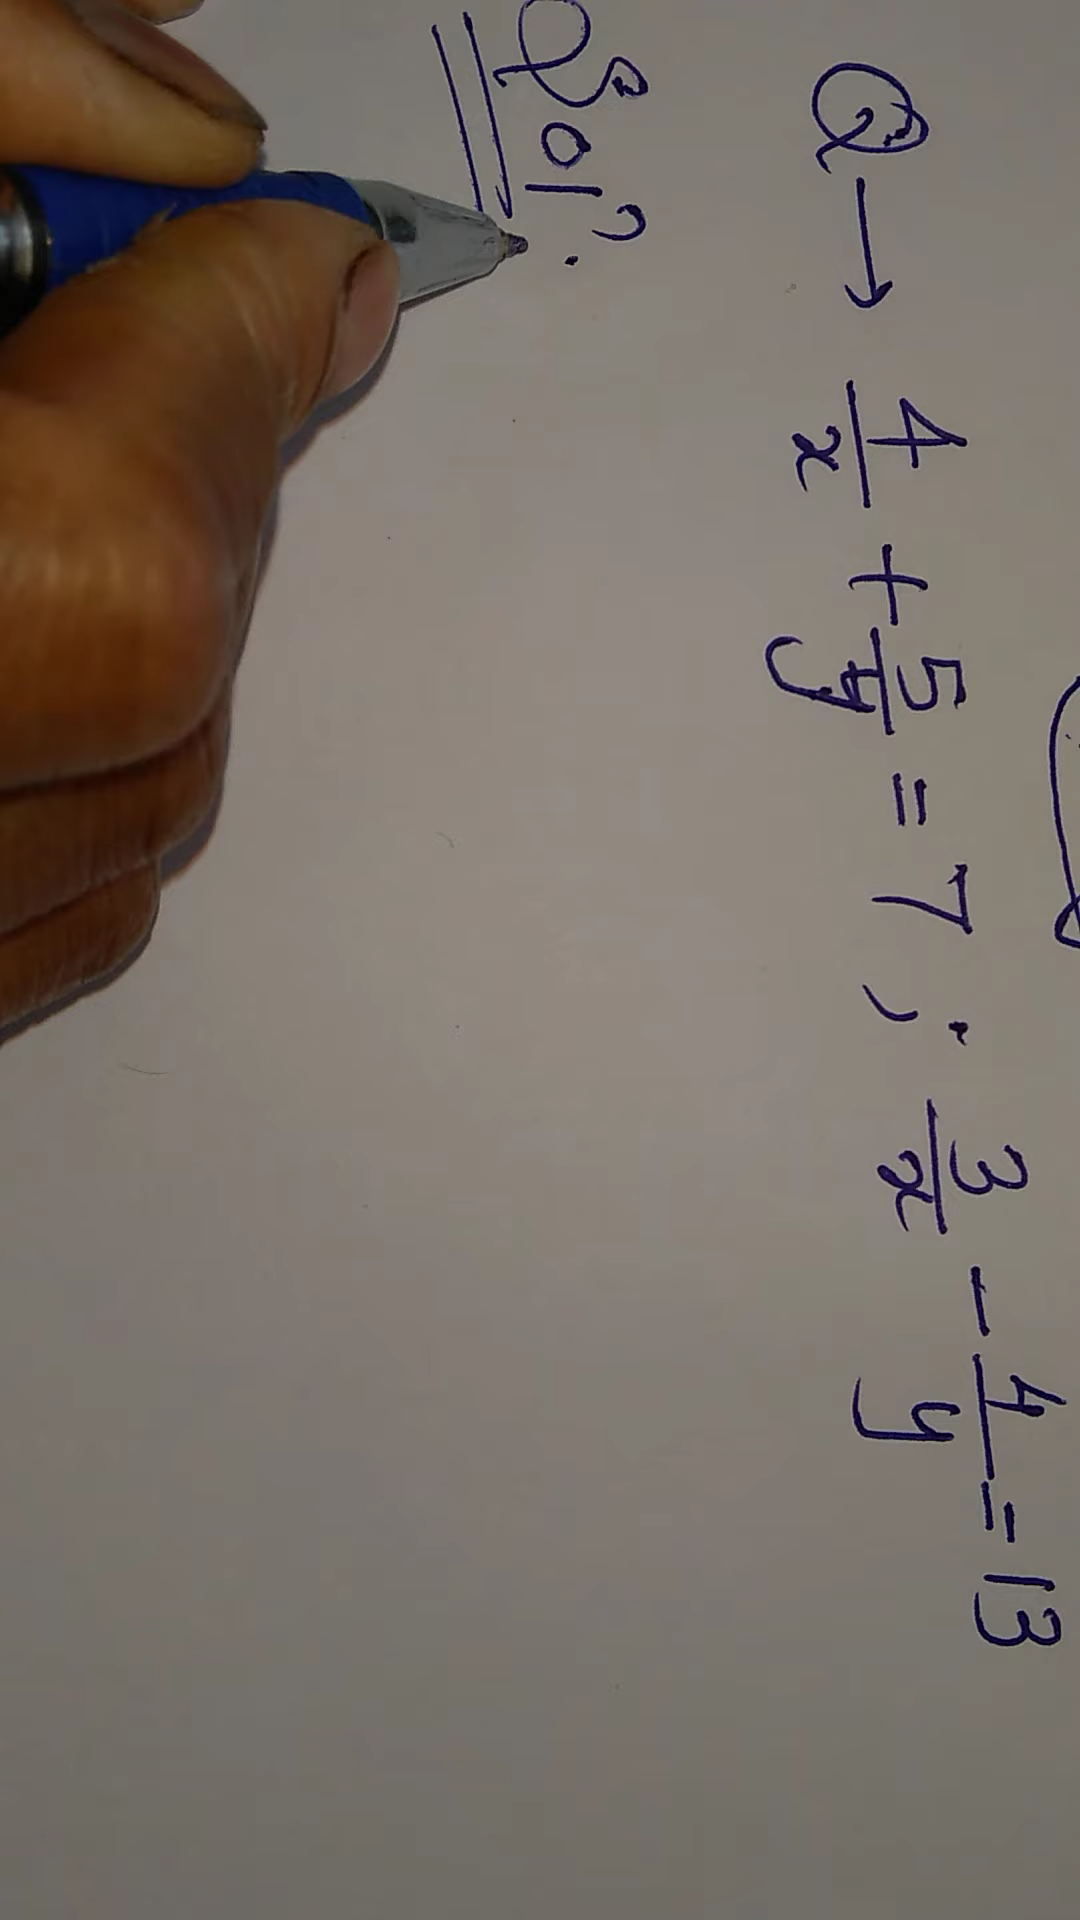 Q → 4/x + 5/y = 7 ; 3/x - 4/y = 13
Sol?.